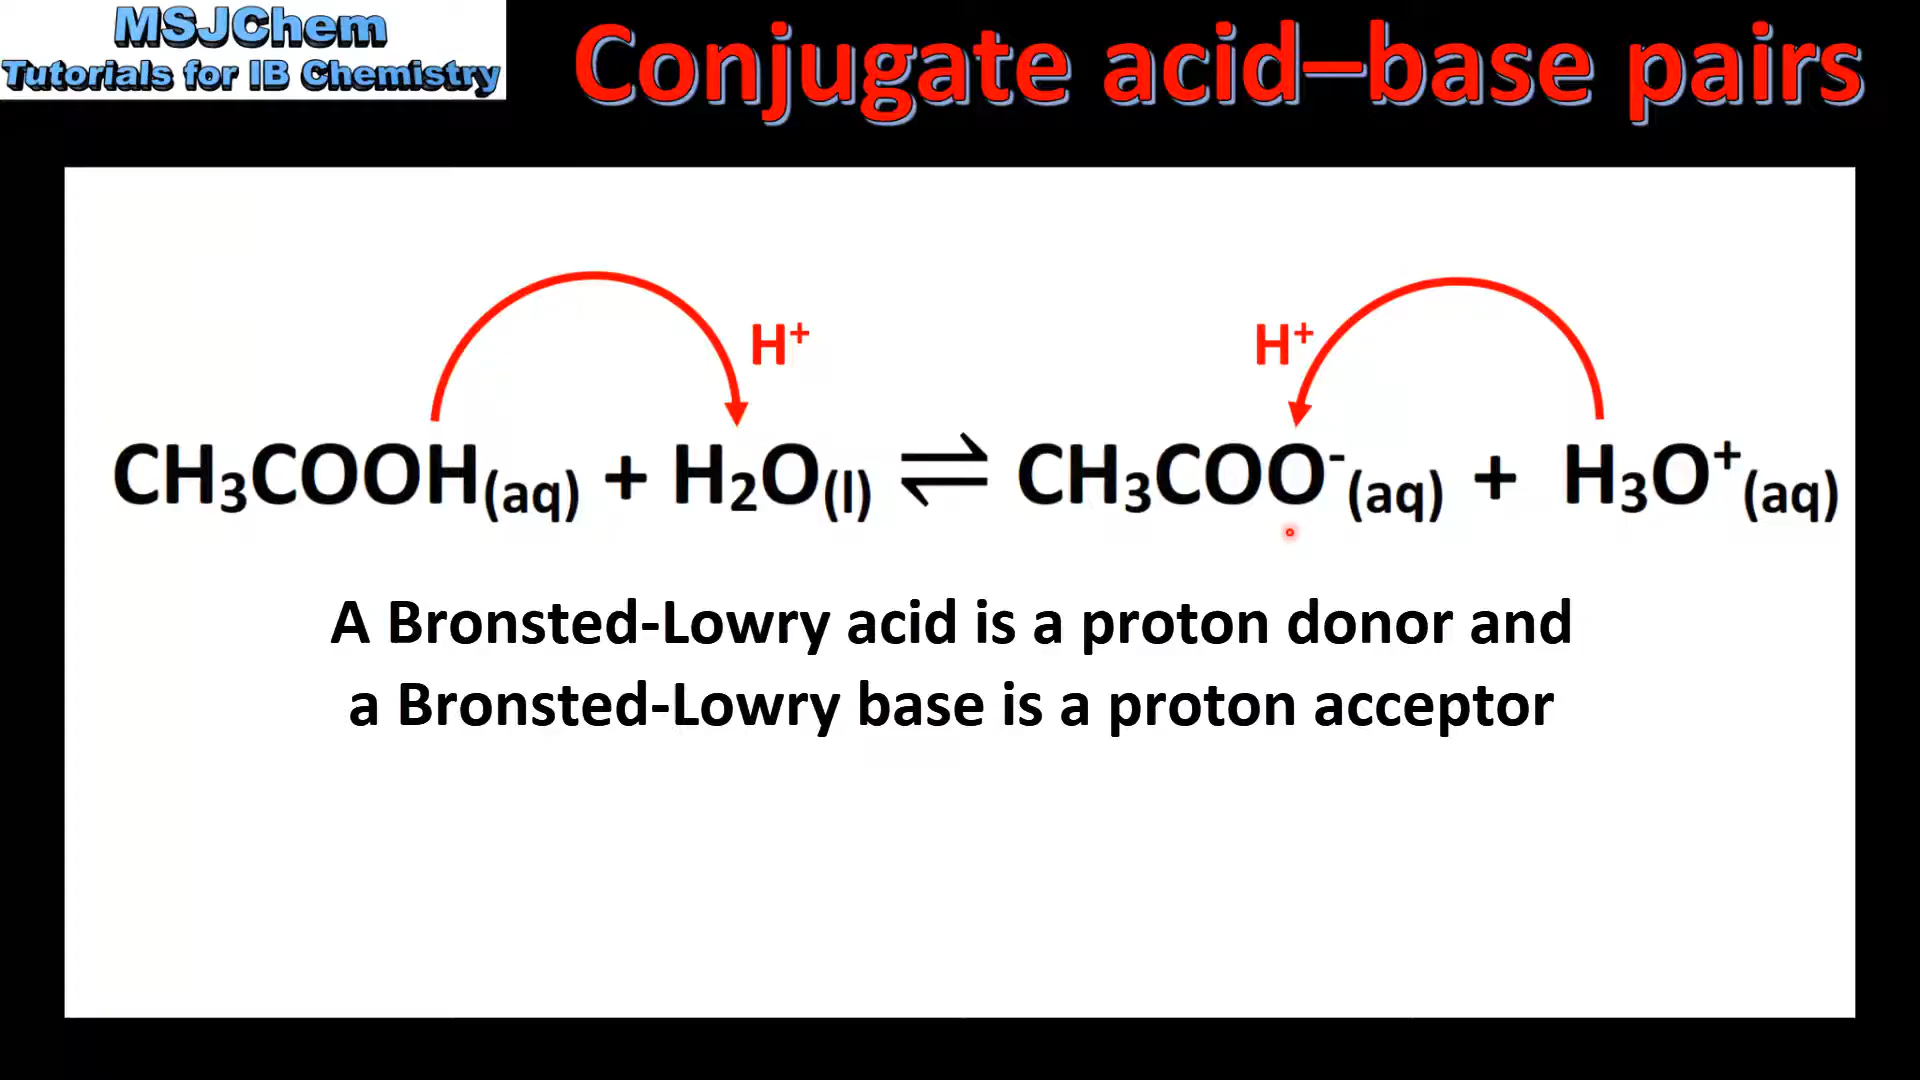 MSJChem
Tutorials for IB Chemistry
Conjugate acid–base pairs
H⁺ H⁺
CH₃COOH(aq) + H₂O(l) ⇌ CH₃COO⁻(aq) + H₃O⁺(aq)
A Bronsted-Lowry acid is a proton donor and
a Bronsted-Lowry base is a proton acceptor